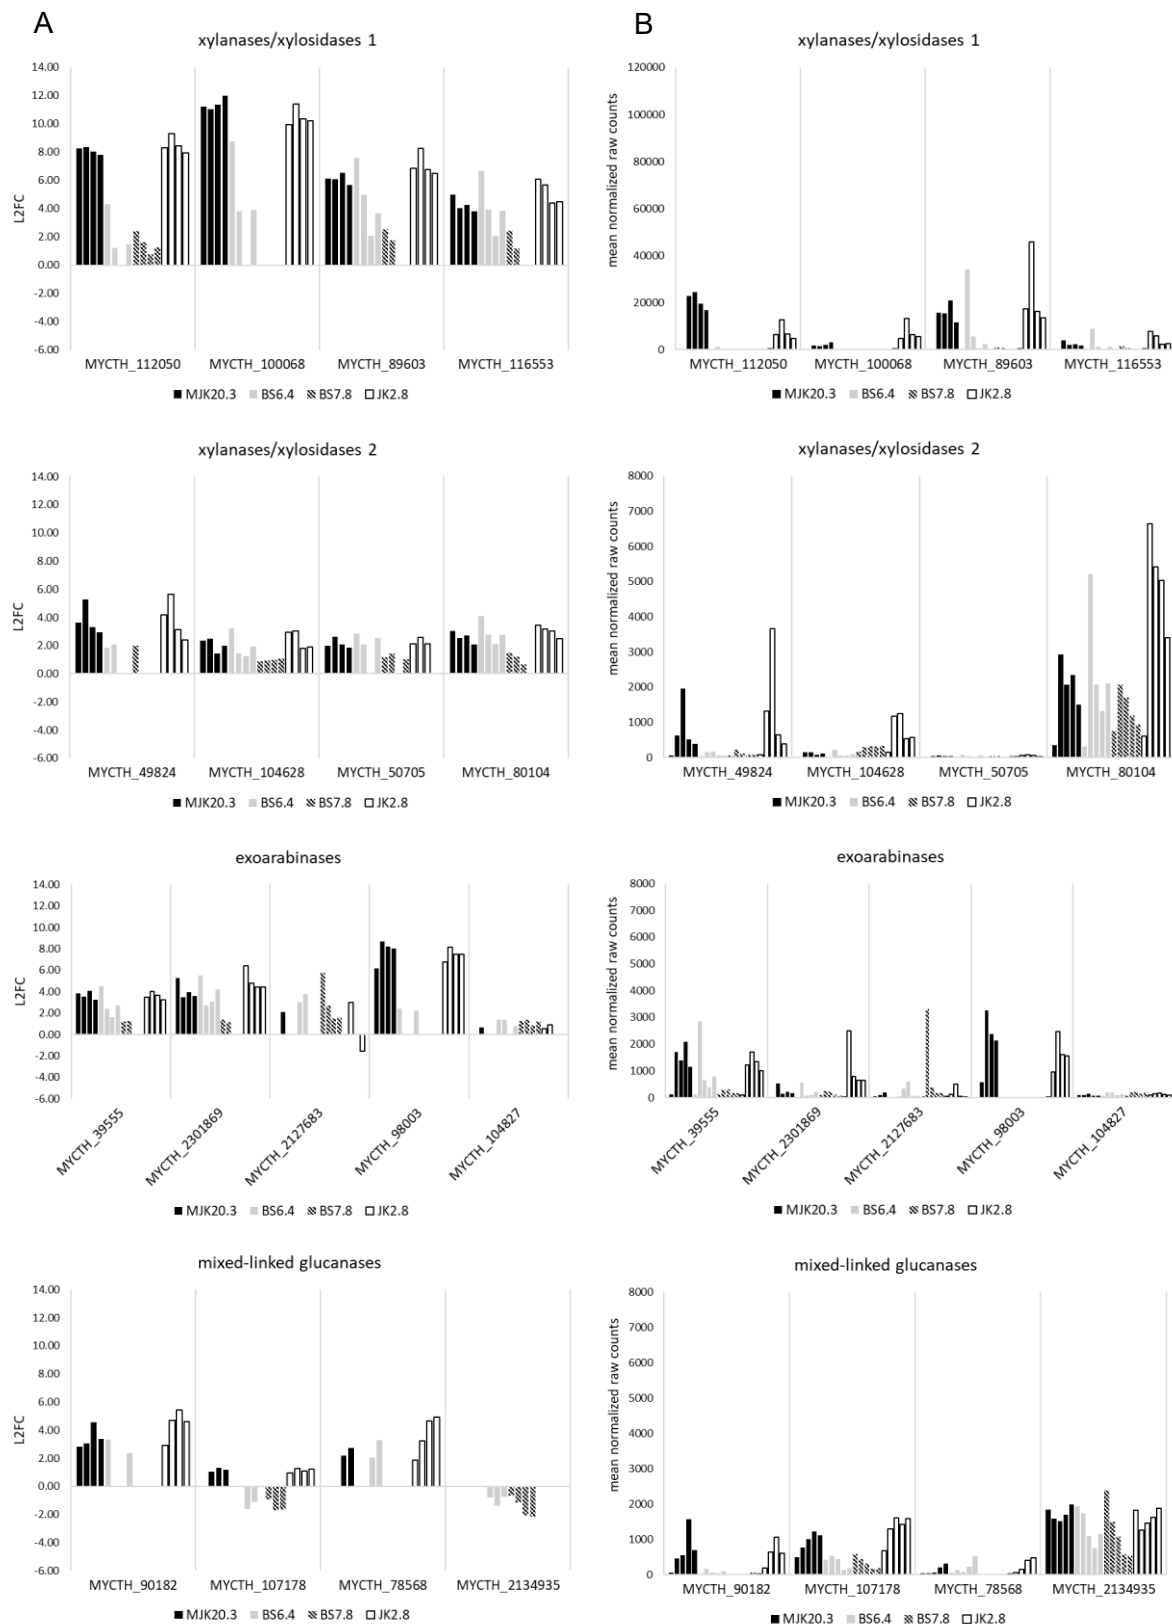 A
B
xylanases/xylosidases 1
14.00
12.00
10.00
8.00
6.00
4.00
2.00
0.00
-2.00
-4.00
-6.00
L2FC
MYCTH_112050 MYCTH_100068 MYCTH_89603 MYCTH_116553
MJK20.3 BS6.4 BS7.8 JK2.8
xylanases/xylosidases 1
120000
100000
80000
60000
40000
20000
0
mean normalized raw counts
MYCTH_112050 MYCTH_100068 MYCTH_89603 MYCTH_116553
MJK20.3 BS6.4 BS7.8 JK2.8
xylanases/xylosidases 2
14.00
12.00
10.00
8.00
6.00
4.00
2.00
0.00
-2.00
-4.00
-6.00
L2FC
MYCTH_49824 MYCTH_104628 MYCTH_50705 MYCTH_80104
MJK20.3 BS6.4 BS7.8 JK2.8
xylanases/xylosidases 2
8000
7000
6000
5000
4000
3000
2000
1000
0
mean normalized raw counts
MYCTH_49824 MYCTH_104628 MYCTH_50705 MYCTH_80104
MJK20.3 BS6.4 BS7.8 JK2.8
exoarabinases
14.00
12.00
10.00
8.00
6.00
4.00
2.00
0.00
-2.00
-4.00
-6.00
L2FC
MYCTH_39555 MYCTH_2301869 MYCTH_2127683 MYCTH_98003 MYCTH_104827
MJK20.3 BS6.4 BS7.8 JK2.8
exoarabinases
8000
7000
6000
5000
4000
3000
2000
1000
0
mean normalized raw counts
MYCTH_39555 MYCTH_2301869 MYCTH_2127683 MYCTH_98003 MYCTH_104827
MJK20.3 BS6.4 BS7.8 JK2.8
mixed-linked glucanases
14.00
12.00
10.00
8.00
6.00
4.00
2.00
0.00
-2.00
-4.00
-6.00
L2FC
MYCTH_90182 MYCTH_107178 MYCTH_78568 MYCTH_2134935
MJK20.3 BS6.4 BS7.8 JK2.8
mixed-linked glucanases
8000
7000
6000
5000
4000
3000
2000
1000
0
mean normalized raw counts
MYCTH_90182 MYCTH_107178 MYCTH_78568 MYCTH_2134935
MJK20.3 BS6.4 BS7.8 JK2.8